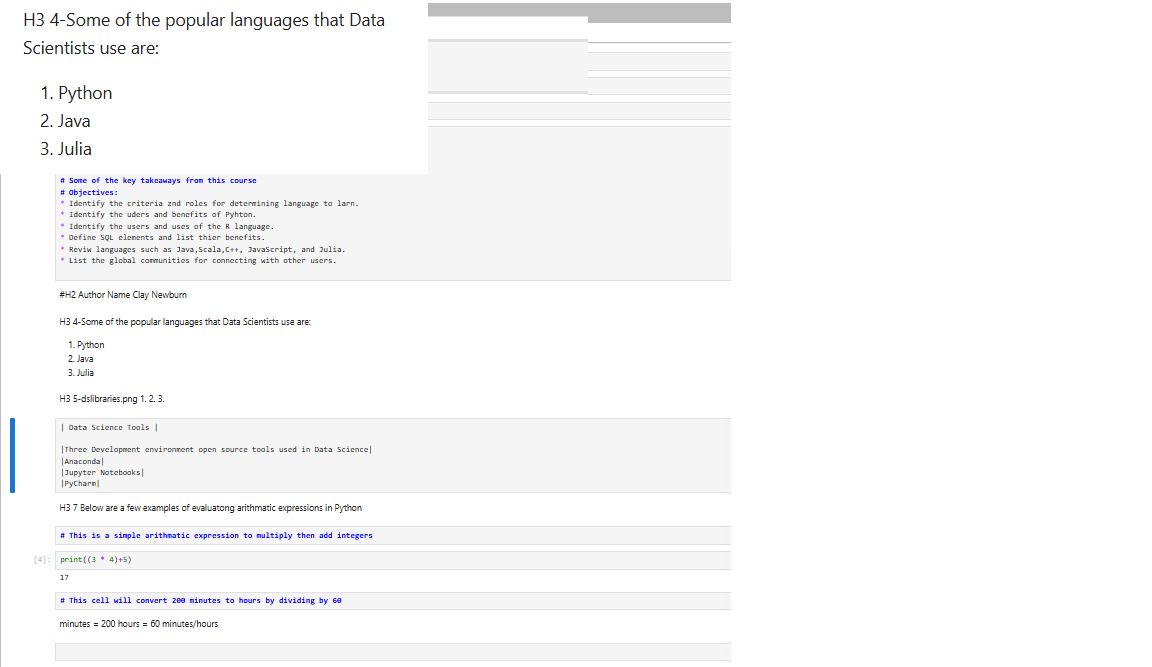 H3 4-Some of the popular languages that Data
Scientists use are:
1. Python
2. Java
3. Julia
# Some of the key takeaways from this course
# Objectives:
* Identify the criteria znd roles for determining language to larn.
* Identify the uders and benefits of Pyhton.
* Identify the users and uses of the R language.
* Define SQL elements and list thier benefits.
* Reviw languages such as Java,Scala,C++, JavaScript, and Julia.
* List the global communities for connecting with other users.
#H2 Author Name Clay Newburn
H3 4-Some of the popular languages that Data Scientists use are:
1. Python
2. Java
3. Julia
H3 5-dslibraries.png 1. 2. 3.
| Data Science Tools |
|Three Development environment open source tools used in Data Science|
|Anaconda|
|Jupyter Notebooks|
|PyCharm|
H3 7 Below are a few examples of evaluatong arithmatic expressions in Python
# This is a simple arithmatic expression to multiply then add integers
[4]: print((3 * 4)+5)
17
# This cell will convert 200 minutes to hours by dividing by 60
minutes = 200 hours = 60 minutes/hours